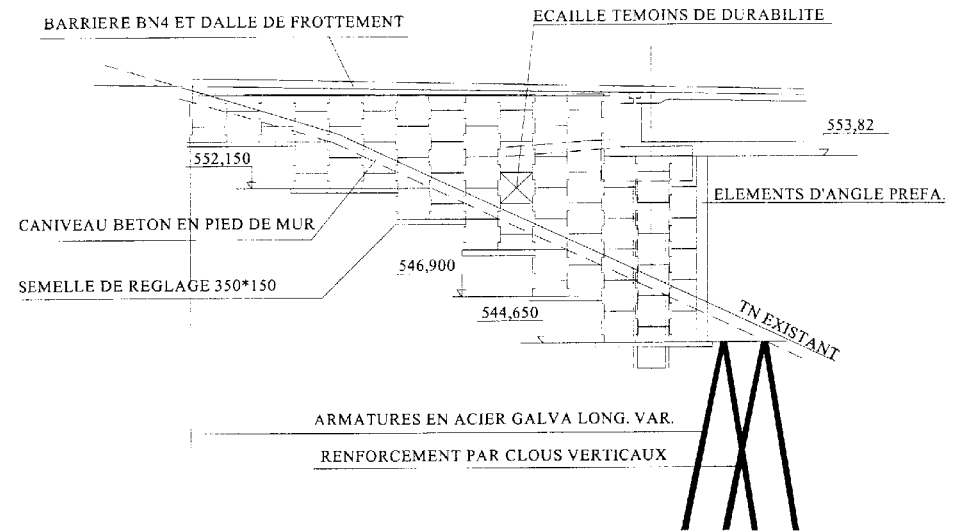 ECAILLE TEMOINS DE DURABILITE
BARRIERE BN4 ET DALLE DE FROTTEMENT
553,82
552,150
ELEMENTS D'ANGLE PREFA.
CANIVEAU BETON EN PIED DE MUR
546,900
SEMELLE DE REGLAGE 350*150
544,650
TN EXISTANT
ARMATURES EN ACIER GALVA LONG. VAR.
RENFORCEMENT PAR CLOUS VERTICAUX